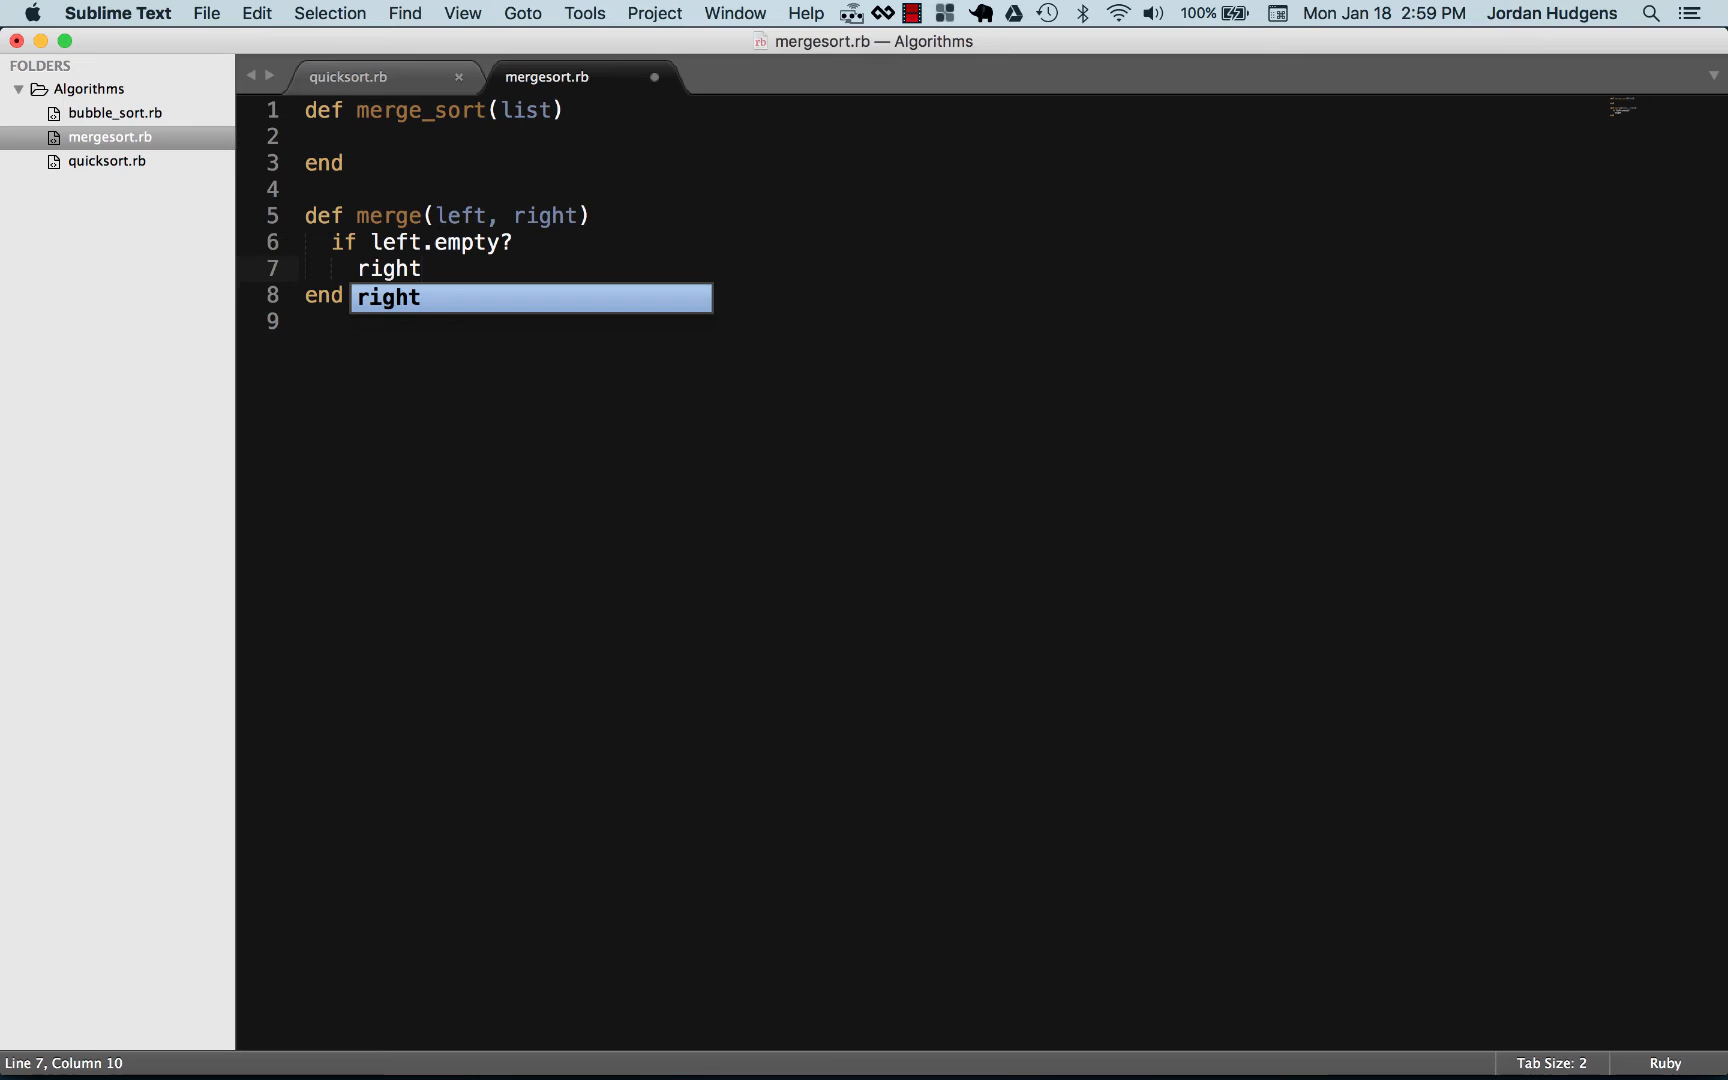 Sublime Text File Edit Selection Find View Goto Tools Project Window Help 100% Mon Jan 18 2:59 PM Jordan Hudgens
rb mergesort.rb — Algorithms
FOLDERS
Algorithms
bubble_sort.rb
mergesort.rb
quicksort.rb
quicksort.rb × mergesort.rb
1 def merge_sort(list)
2
3 end
4
5 def merge(left, right)
6 if left.empty?
7 right
8 end right
9
Line 7, Column 10 Tab Size: 2 Ruby